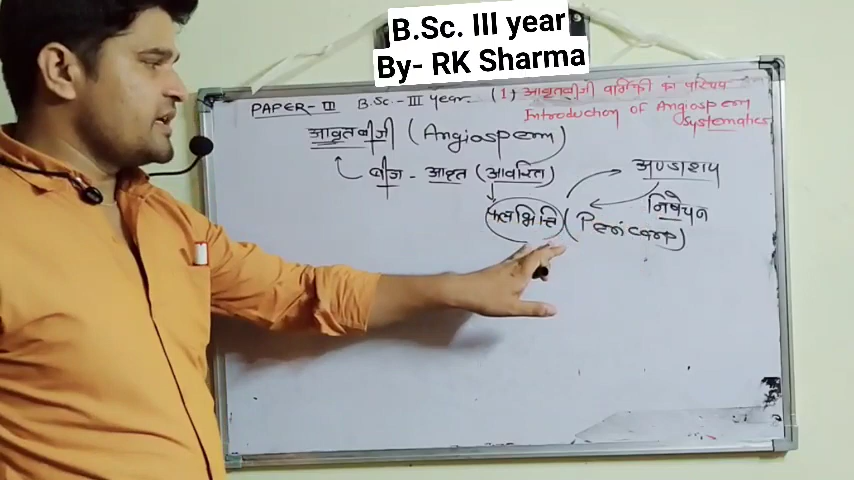 B.Sc. III year
By- RK Sharma
PAPER-III B.Sc.-III year. (1) आवृतबीजी वर्गिकी का परिचय
Introduction of Angiosperm
Systematics
आवृतबीजी (Angiosperm)
बीज - आवृत (आवरित)
अण्डाशय
निषेचन
फलभित्ति (Pericarp)